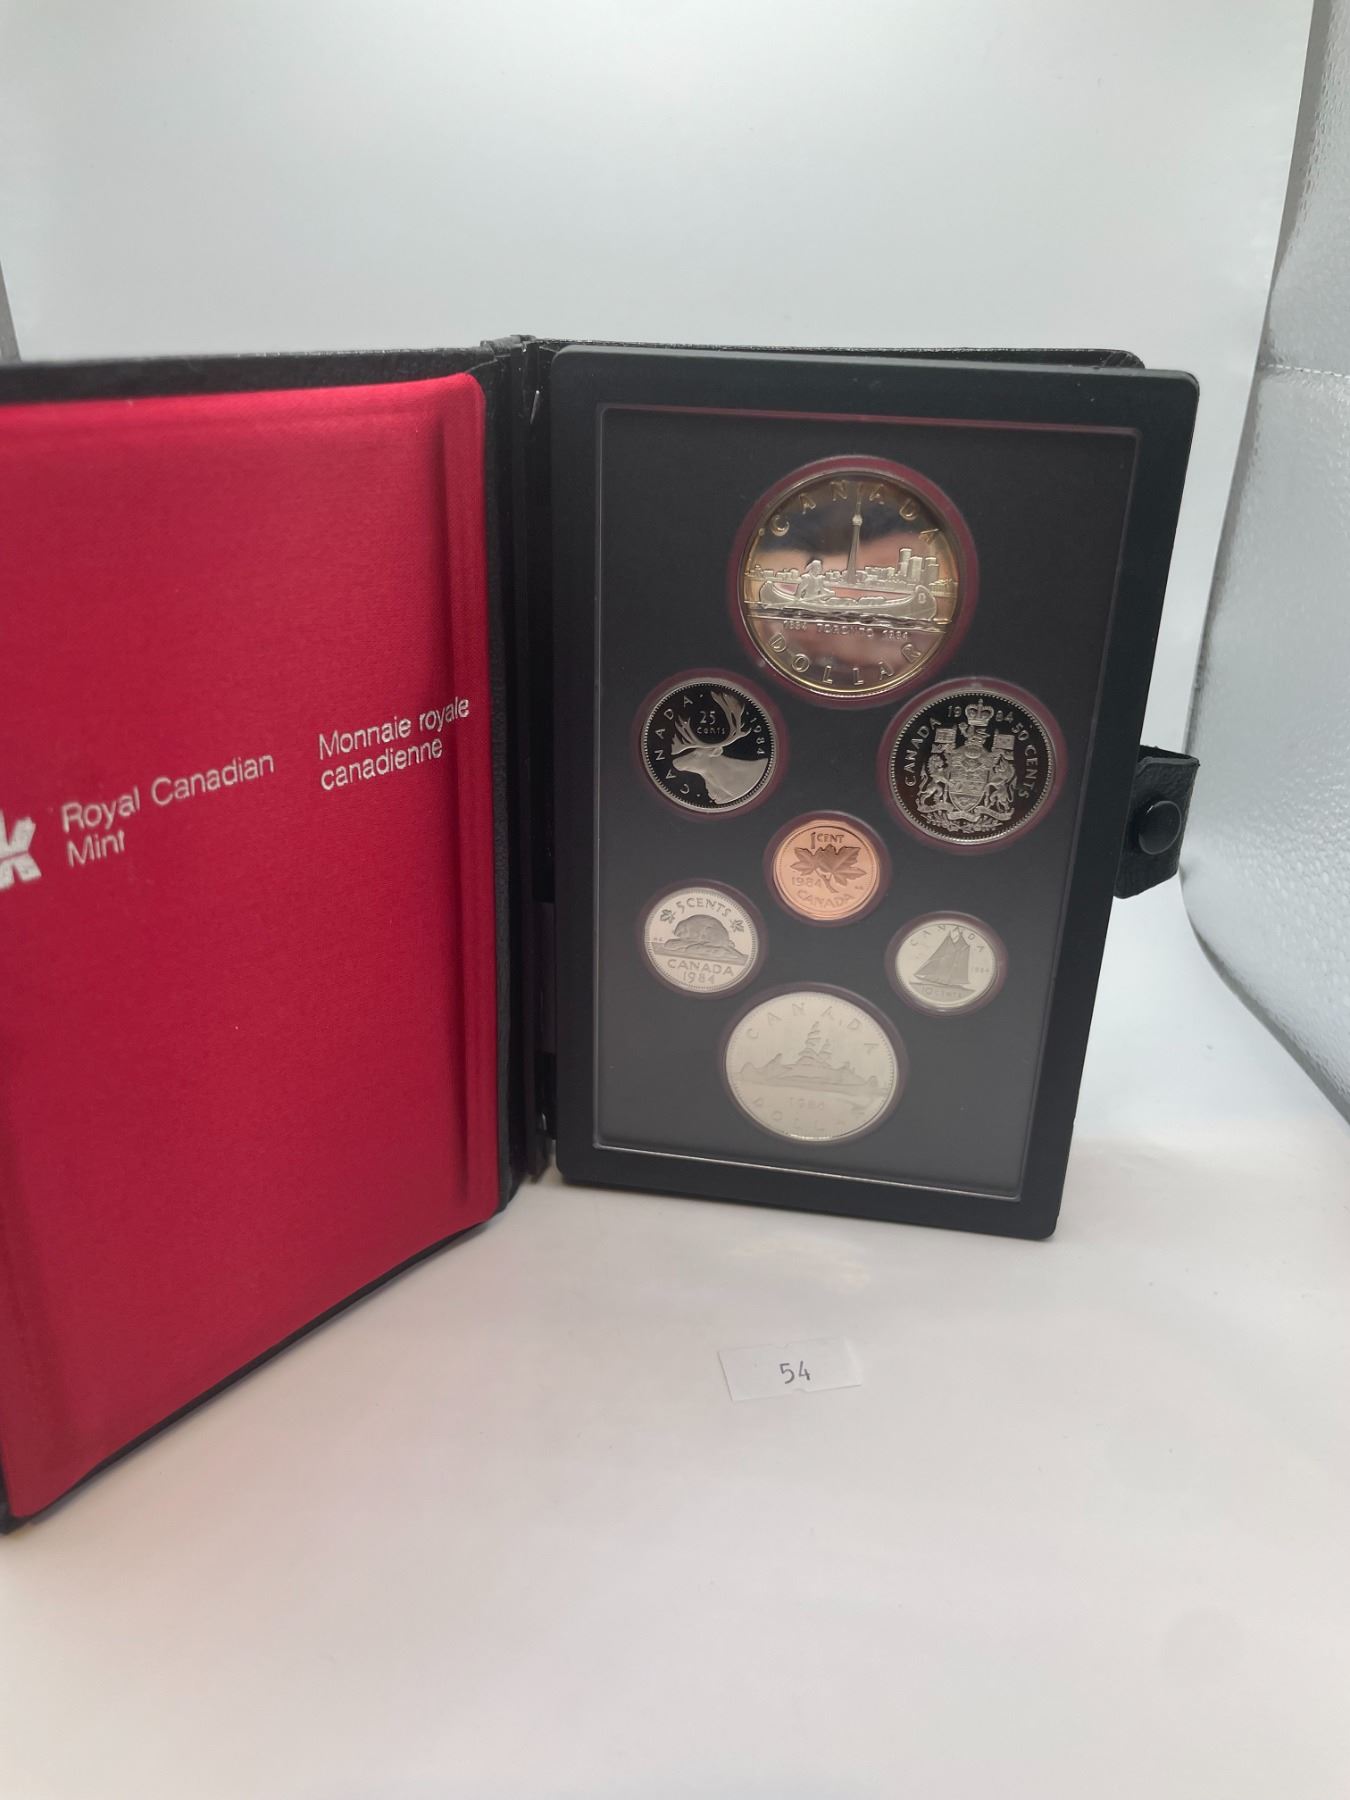 Royal Canadian
Mint
Monnaie royale
canadienne
CANADA
1834 TORONTO 1984
DOLLAR
CANADA 1984
25
cents
CANADA 1984 50 CENTS
1 CENT
1984
CANADA
5 CENTS
CANADA
1984
CANADA
1984
10 CENTS
CANADA
1984
DOLLAR
54